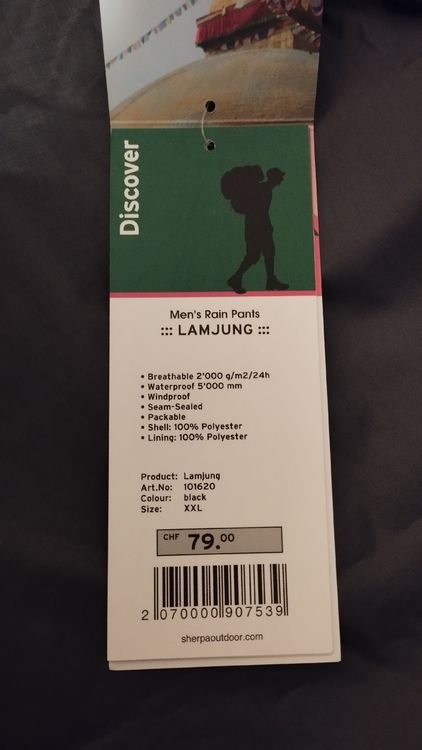 Discover
Men's Rain Pants
::: LAMJUNG :::
• Breathable 2'000 g/m2/24h
• Waterproof 5'000 mm
• Windproof
• Seam-Sealed
• Packable
• Shell: 100% Polyester
• Lining: 100% Polyester
Product: Lamjung
Art.No: 101620
Colour: black
Size: XXL
CHF 79.00
2 070000 907539
sherpaoutdoor.com